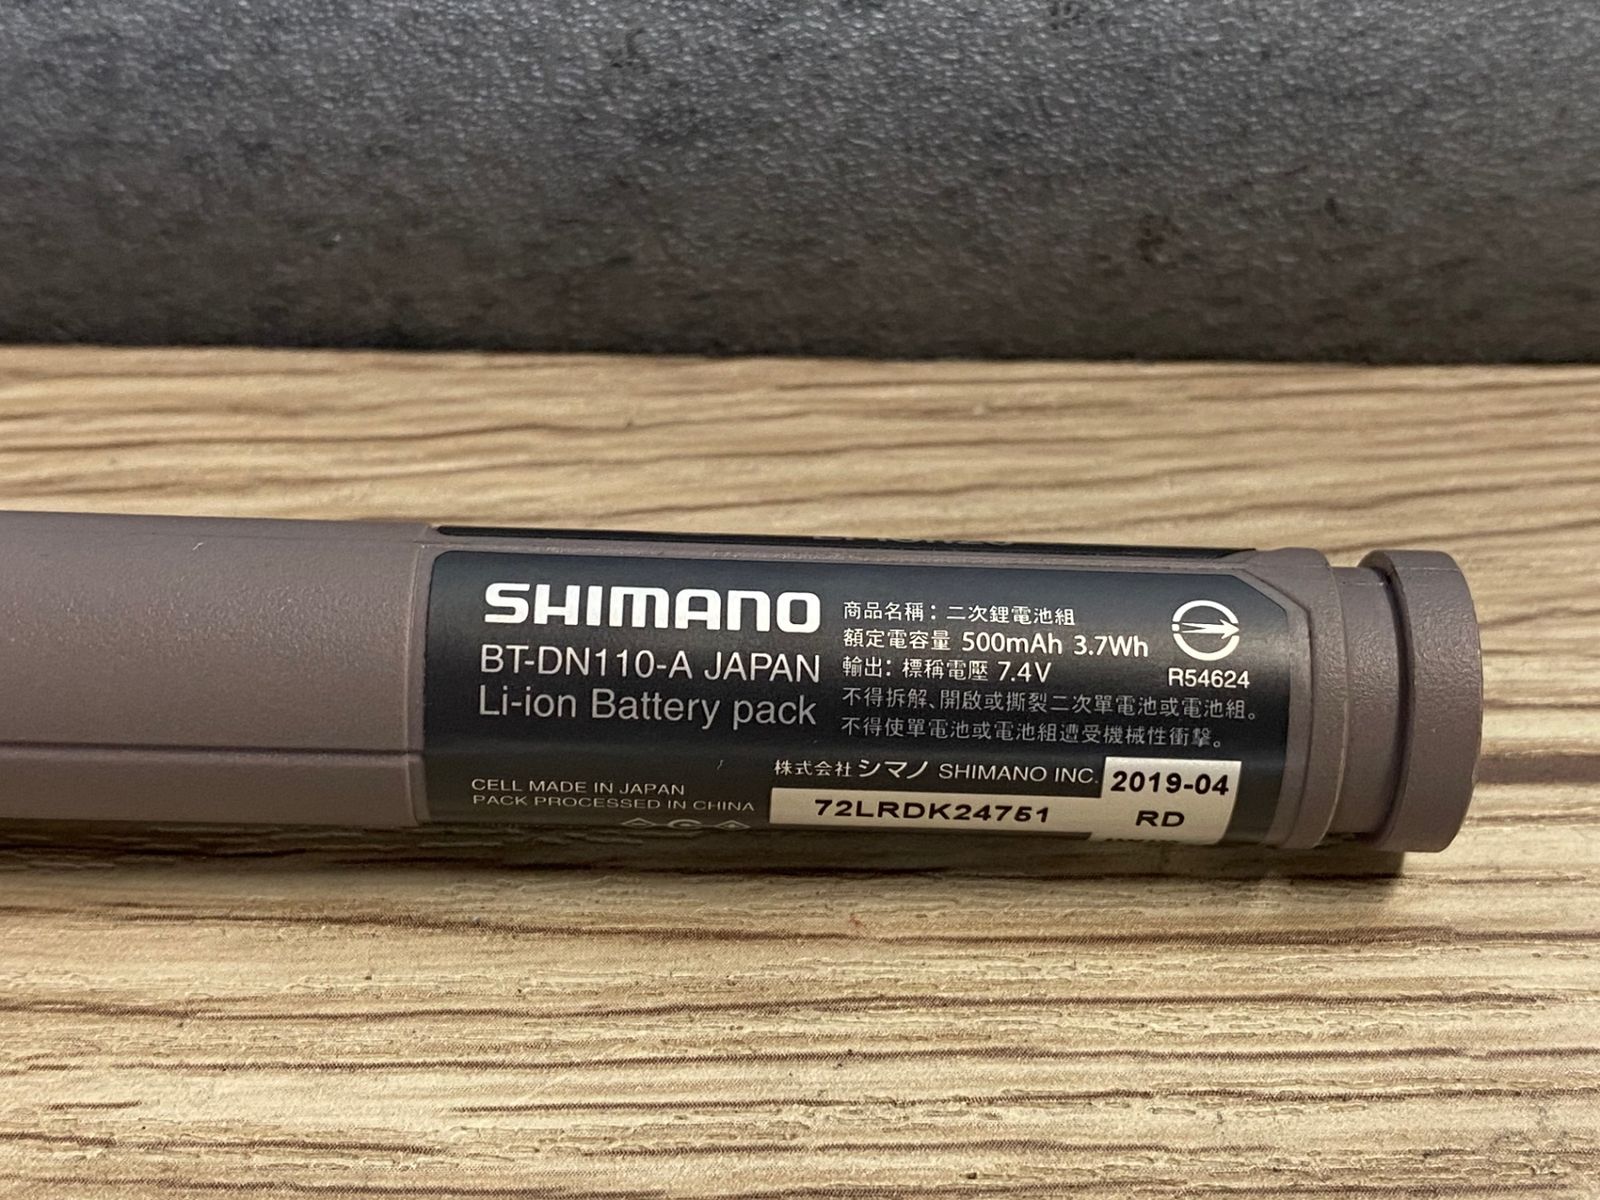 SHIMANO
BT-DN110-A JAPAN
Li-ion Battery pack
CELL MADE IN JAPAN
PACK PROCESSED IN CHINA
商品名稱：二次鋰電池組
額定電容量 500mAh 3.7Wh
輸出：標稱電壓 7.4V
R54624
不得拆解、開啟或撕裂二次單電池或電池組。
不得使單電池或電池組遭受機械性衝擊。
株式会社シマノ SHIMANO INC.
2019-04
72LRDK24751
RD